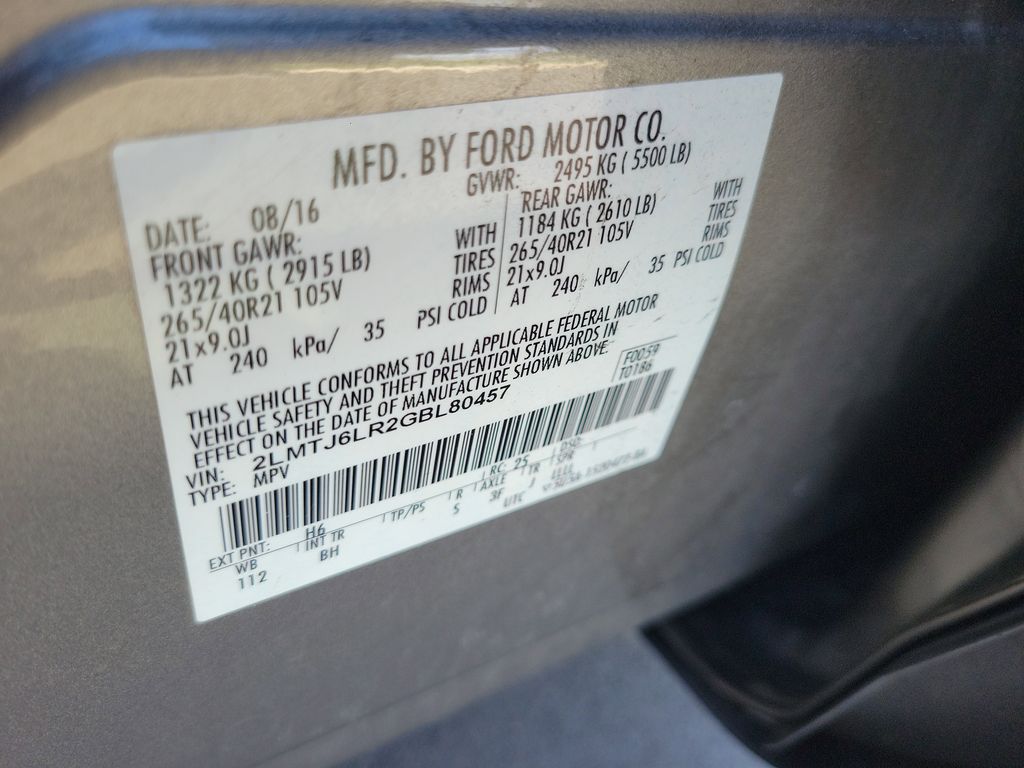 MFD. BY FORD MOTOR CO.
DATE: 08/16 GVWR: 2495 KG ( 5500 LB)
FRONT GAWR: WITH REAR GAWR: WITH
1322 KG ( 2915 LB) TIRES 1184 KG ( 2610 LB) TIRES
265/40R21 105V RIMS 265/40R21 105V RIMS
21x9.0J 21x9.0J
AT 240 kPa/ 35 PSI COLD AT 240 kPa/ 35 PSI COLD
THIS VEHICLE CONFORMS TO ALL APPLICABLE FEDERAL MOTOR
VEHICLE SAFETY AND THEFT PREVENTION STANDARDS IN
EFFECT ON THE DATE OF MANUFACTURE SHOWN ABOVE.
VIN: 2LMTJ6LR2GBL80457 F0059
TYPE: MPV T0186
EXT PNT: H6 RC: 25 DSO:
WB INT TR TP/PS R AXLE TR SPR
112 BH S 3F J
UTC